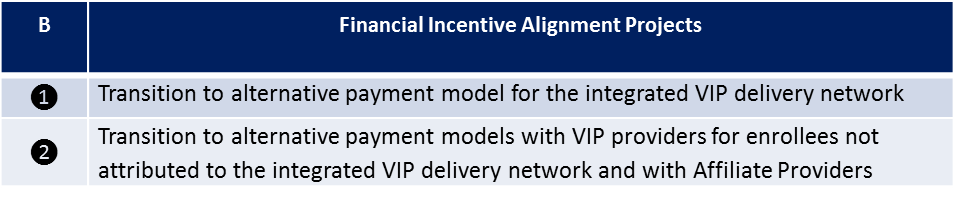 B Financial Incentive Alignment Projects
❶ Transition to alternative payment model for the integrated VIP delivery network
❷ Transition to alternative payment models with VIP providers for enrollees not
attributed to the integrated VIP delivery network and with Affiliate Providers